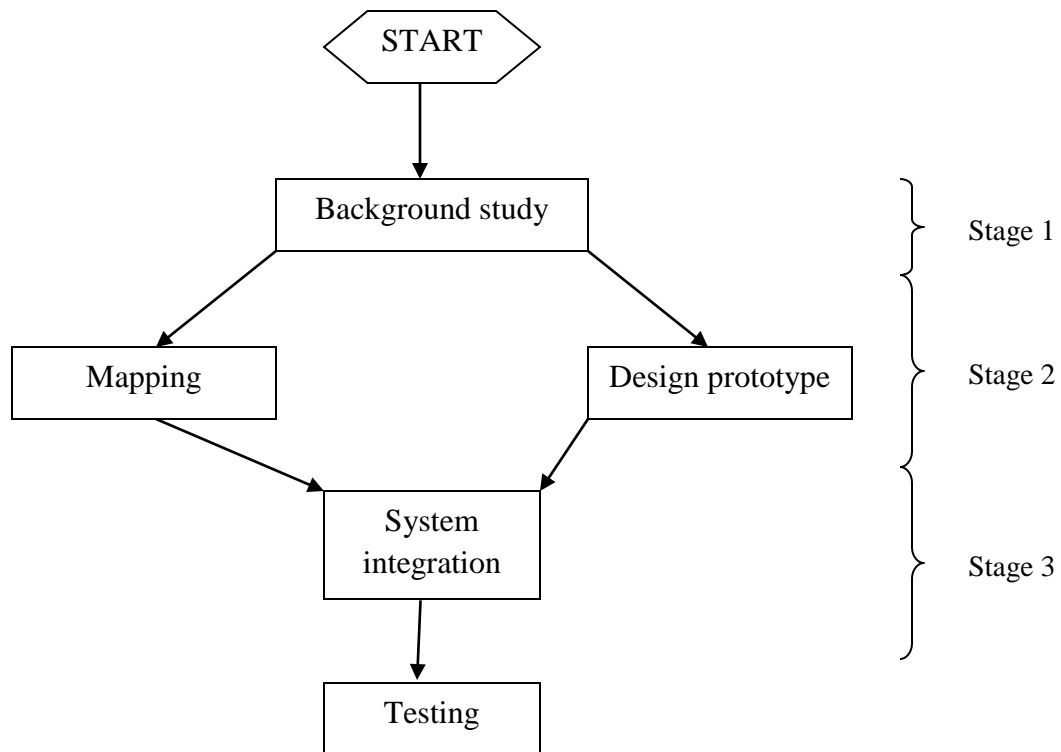 START
Background study
Stage 1
Mapping
Design prototype
Stage 2
System
integration
Stage 3
Testing